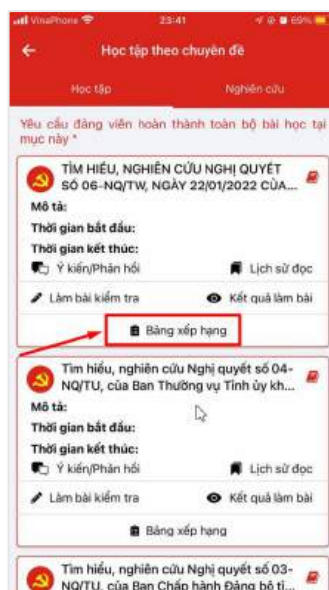 VinaPhone 23:41 69%
Học tập theo chuyên đề
Học tập Nghiên cứu
Yêu cầu đảng viên hoàn thành toàn bộ bài học tại
mục này *
TÌM HIỂU, NGHIÊN CỨU NGHỊ QUYẾT
SỐ 06-NQ/TW, NGÀY 22/01/2022 CỦA...
Mô tả:
Thời gian bắt đầu:
Thời gian kết thúc:
Ý kiến/Phản hồi Lịch sử đọc
Làm bài kiểm tra Kết quả làm bài
Bảng xếp hạng
Tìm hiểu, nghiên cứu Nghị quyết số 04-
NQ/TU, của Ban Thường vụ Tỉnh ủy kh...
Mô tả:
Thời gian bắt đầu:
Thời gian kết thúc:
Ý kiến/Phản hồi Lịch sử đọc
Làm bài kiểm tra Kết quả làm bài
Bảng xếp hạng
Tìm hiểu, nghiên cứu Nghị quyết số 03-
NQ/TU, của Ban Chấp hành Đảng bộ tỉ...